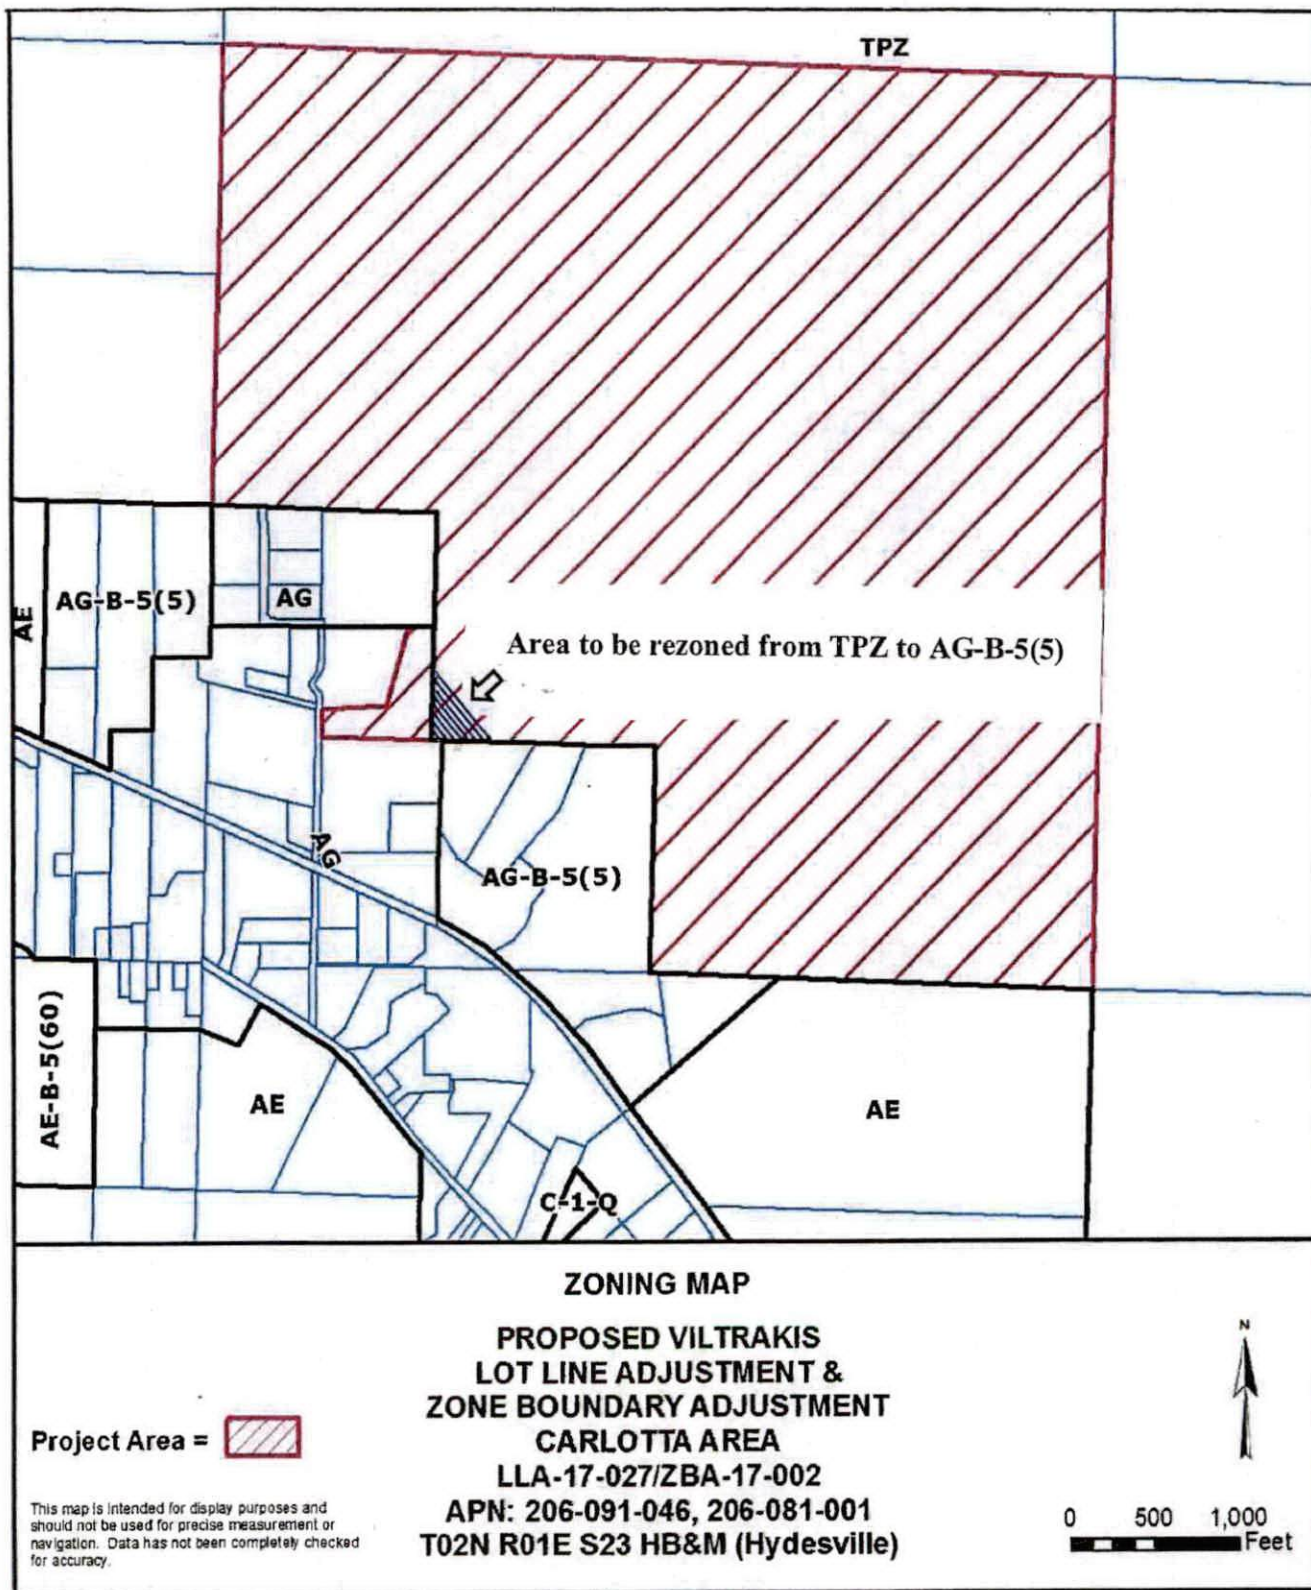 TPZ
AG-B-5(5)
AG
AE
Area to be rezoned from TPZ to AG-B-5(5)
AG
AG-B-5(5)
AE-B-5(60)
AE
AE
C-1-Q
ZONING MAP
PROPOSED VILTRAKIS
LOT LINE ADJUSTMENT &
ZONE BOUNDARY ADJUSTMENT
CARLOTTA AREA
LLA-17-027/ZBA-17-002
APN: 206-091-046, 206-081-001
T02N R01E S23 HB&M (Hydesville)
Project Area =
This map is intended for display purposes and
should not be used for precise measurement or
navigation. Data has not been completely checked
for accuracy.
N
0 500 1,000
Feet